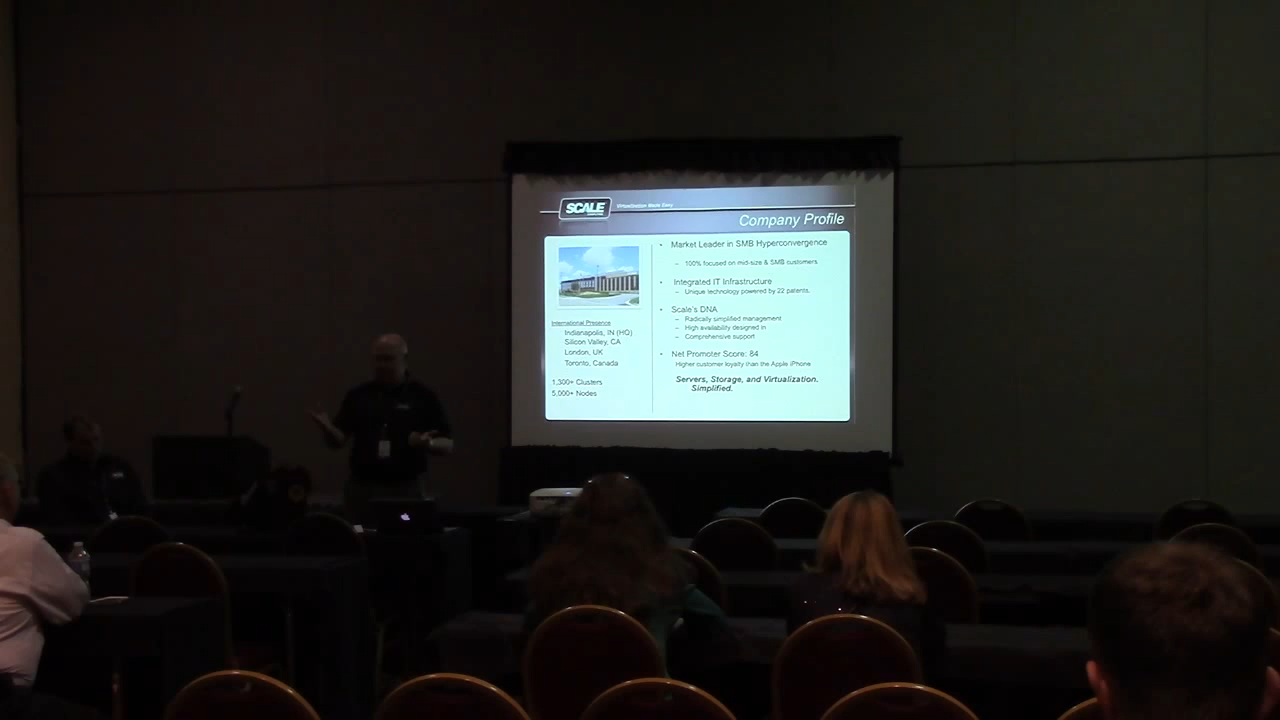 SCALE
COMPUTING
Virtualization Made Easy
Company Profile
International Presence
Indianapolis, IN (HQ)
Silicon Valley, CA
London, UK
Toronto, Canada
1,300+ Clusters
5,000+ Nodes
• Market Leader in SMB Hyperconvergence
– 100% focused on mid-size & SMB customers
• Integrated IT Infrastructure
– Unique technology powered by 22 patents.
• Scale's DNA
– Radically simplified management
– High availability designed in
– Comprehensive support
• Net Promoter Score: 84
Higher customer loyalty than the Apple iPhone
Servers, Storage, and Virtualization.
Simplified.